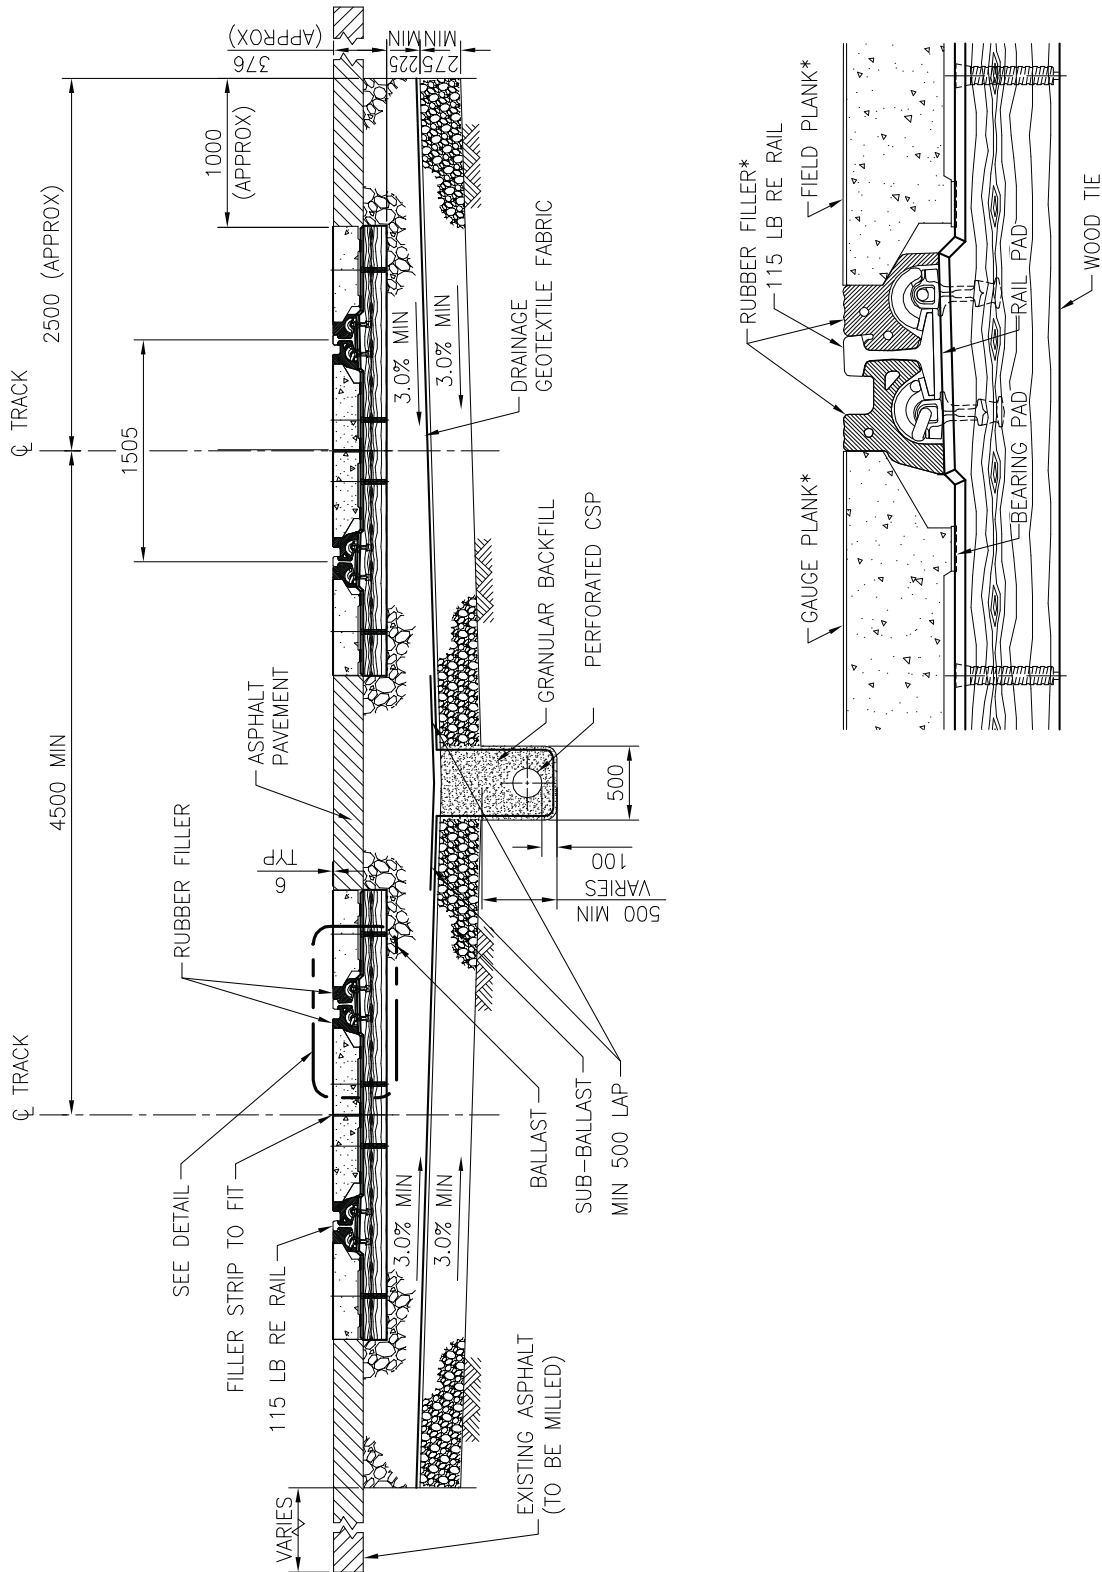 ℄ TRACK
℄ TRACK
4500 MIN
2500 (APPROX)
1505
1000
(APPROX)
376
(APPROX)
225
MIN
275
MIN
SEE DETAIL
FILLER STRIP TO FIT
115 LB RE RAIL
RUBBER FILLER
6
TYP
ASPHALT
PAVEMENT
VARIES
EXISTING ASPHALT
(TO BE MILLED)
3.0% MIN
3.0% MIN
3.0% MIN
3.0% MIN
BALLAST
SUB-BALLAST
MIN 500 LAP
500 MIN
VARIES
100
500
PERFORATED CSP
GRANULAR BACKFILL
DRAINAGE
GEOTEXTILE FABRIC
GAUGE PLANK*
RUBBER FILLER*
115 LB RE RAIL
FIELD PLANK*
BEARING PAD
RAIL PAD
WOOD TIE